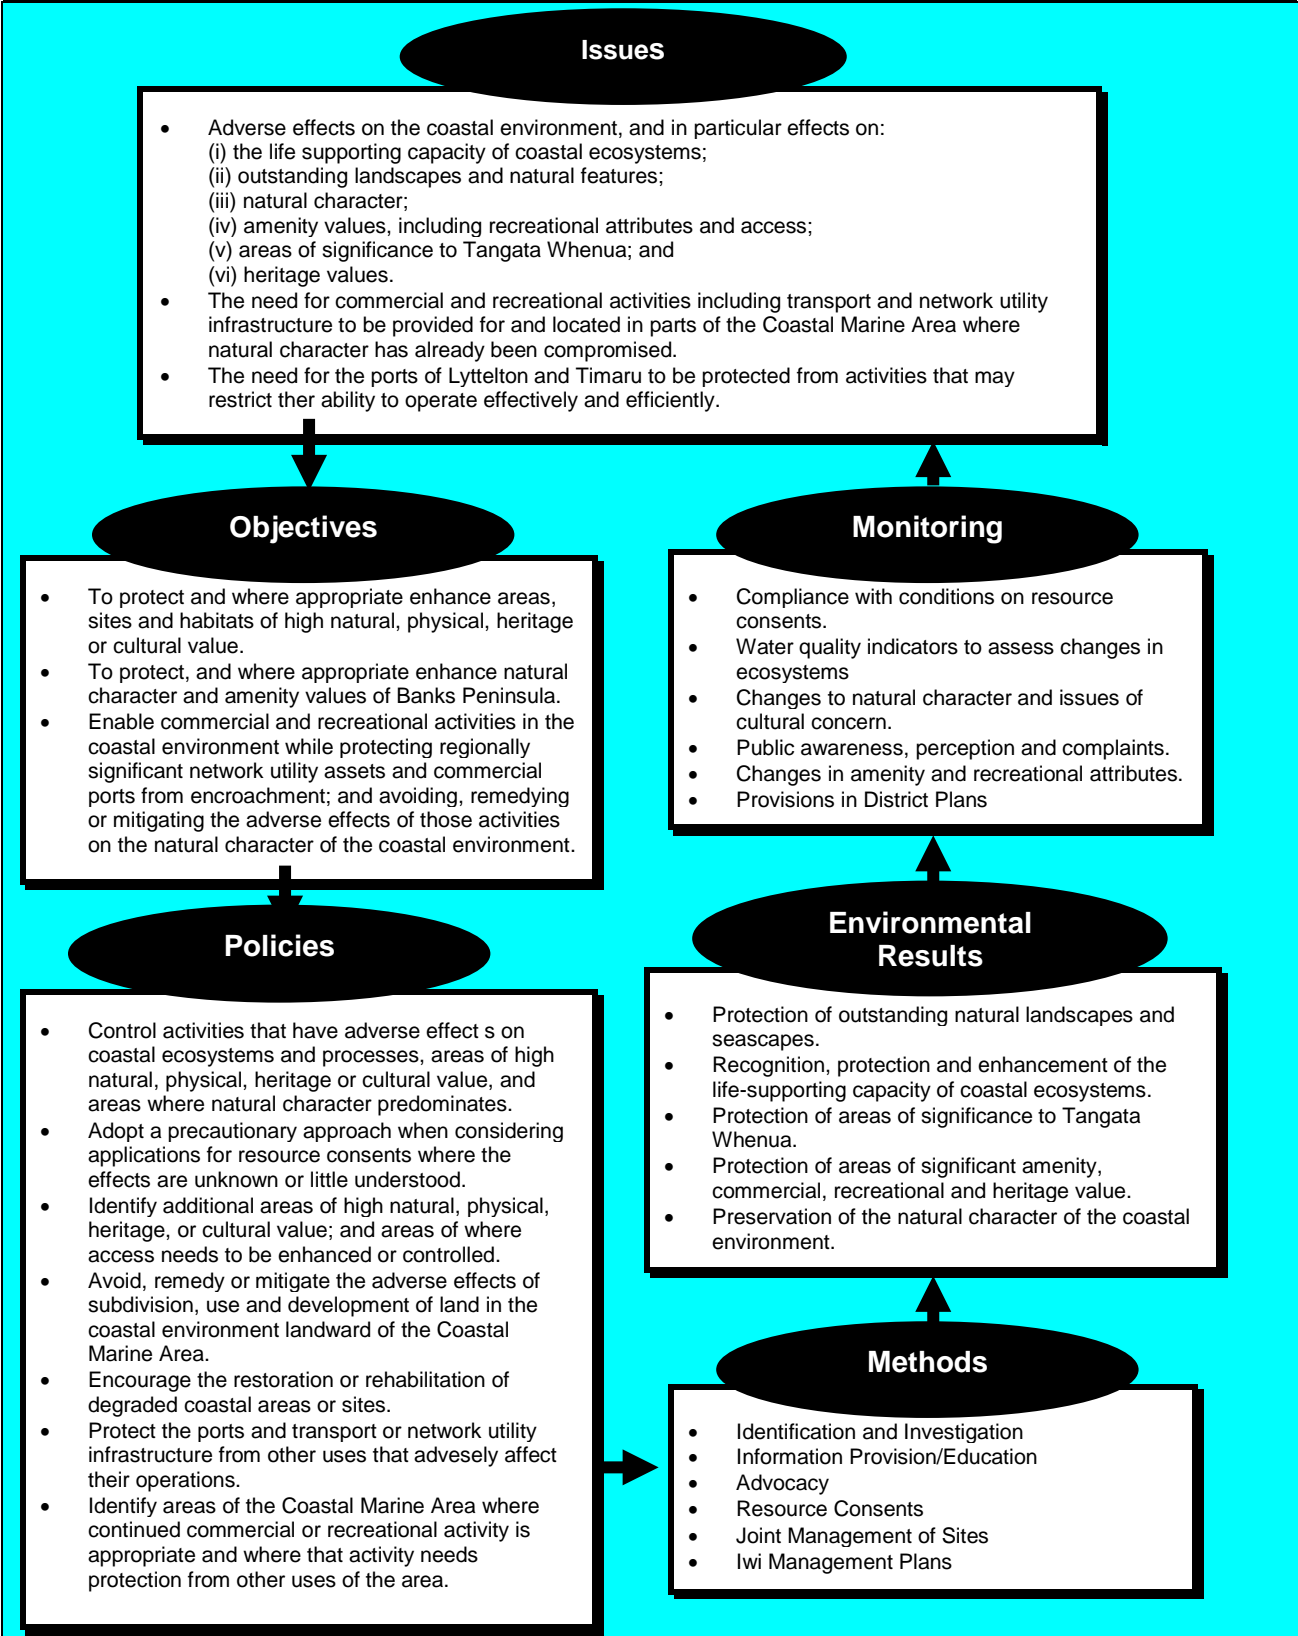 Issues
• Adverse effects on the coastal environment, and in particular effects on:
(i) the life supporting capacity of coastal ecosystems;
(ii) outstanding landscapes and natural features;
(iii) natural character;
(iv) amenity values, including recreational attributes and access;
(v) areas of significance to Tangata Whenua; and
(vi) heritage values.
• The need for commercial and recreational activities including transport and network utility
infrastructure to be provided for and located in parts of the Coastal Marine Area where
natural character has already been compromised.
• The need for the ports of Lyttelton and Timaru to be protected from activities that may
restrict ther ability to operate effectively and efficiently.
Objectives
• To protect and where appropriate enhance areas,
sites and habitats of high natural, physical, heritage
or cultural value.
• To protect, and where appropriate enhance natural
character and amenity values of Banks Peninsula.
• Enable commercial and recreational activities in the
coastal environment while protecting regionally
significant network utility assets and commercial
ports from encroachment; and avoiding, remedying
or mitigating the adverse effects of those activities
on the natural character of the coastal environment.
Policies
• Control activities that have adverse effect s on
coastal ecosystems and processes, areas of high
natural, physical, heritage or cultural value, and
areas where natural character predominates.
• Adopt a precautionary approach when considering
applications for resource consents where the
effects are unknown or little understood.
• Identify additional areas of high natural, physical,
heritage, or cultural value; and areas of where
access needs to be enhanced or controlled.
• Avoid, remedy or mitigate the adverse effects of
subdivision, use and development of land in the
coastal environment landward of the Coastal
Marine Area.
• Encourage the restoration or rehabilitation of
degraded coastal areas or sites.
• Protect the ports and transport or network utility
infrastructure from other uses that advesely affect
their operations.
• Identify areas of the Coastal Marine Area where
continued commercial or recreational activity is
appropriate and where that activity needs
protection from other uses of the area.
Monitoring
• Compliance with conditions on resource
consents.
• Water quality indicators to assess changes in
ecosystems
• Changes to natural character and issues of
cultural concern.
• Public awareness, perception and complaints.
• Changes in amenity and recreational attributes.
• Provisions in District Plans
Environmental
Results
• Protection of outstanding natural landscapes and
seascapes.
• Recognition, protection and enhancement of the
life-supporting capacity of coastal ecosystems.
• Protection of areas of significance to Tangata
Whenua.
• Protection of areas of significant amenity,
commercial, recreational and heritage value.
• Preservation of the natural character of the coastal
environment.
Methods
• Identification and Investigation
• Information Provision/Education
• Advocacy
• Resource Consents
• Joint Management of Sites
• Iwi Management Plans